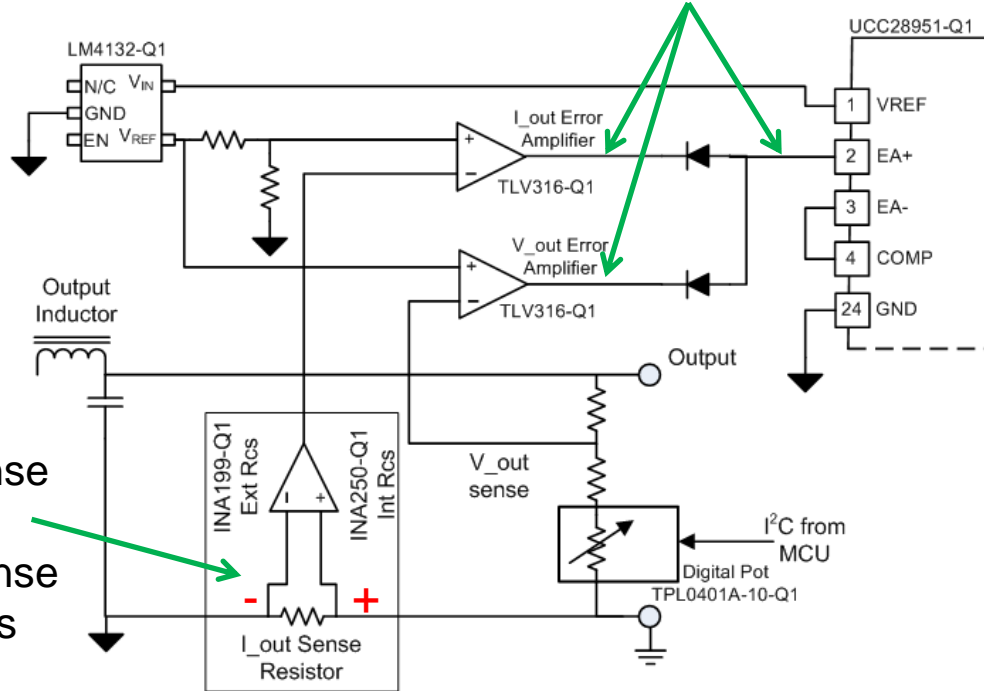 UCC28951-Q1
LM4132-Q1
N/C VIN
GND
EN VREF
I_out Error
Amplifier
TLV316-Q1
V_out Error
Amplifier
TLV316-Q1
+
−
+
−
1 VREF
2 EA+
3 EA-
4 COMP
24 GND
Output
Inductor
Output
V_out
sense
INA199-Q1
Ext Rcs
INA250-Q1
Int Rcs
- +
- +
I_out Sense
Resistor
I²C from
MCU
Digital Pot
TPL0401A-10-Q1
nse
nse
s